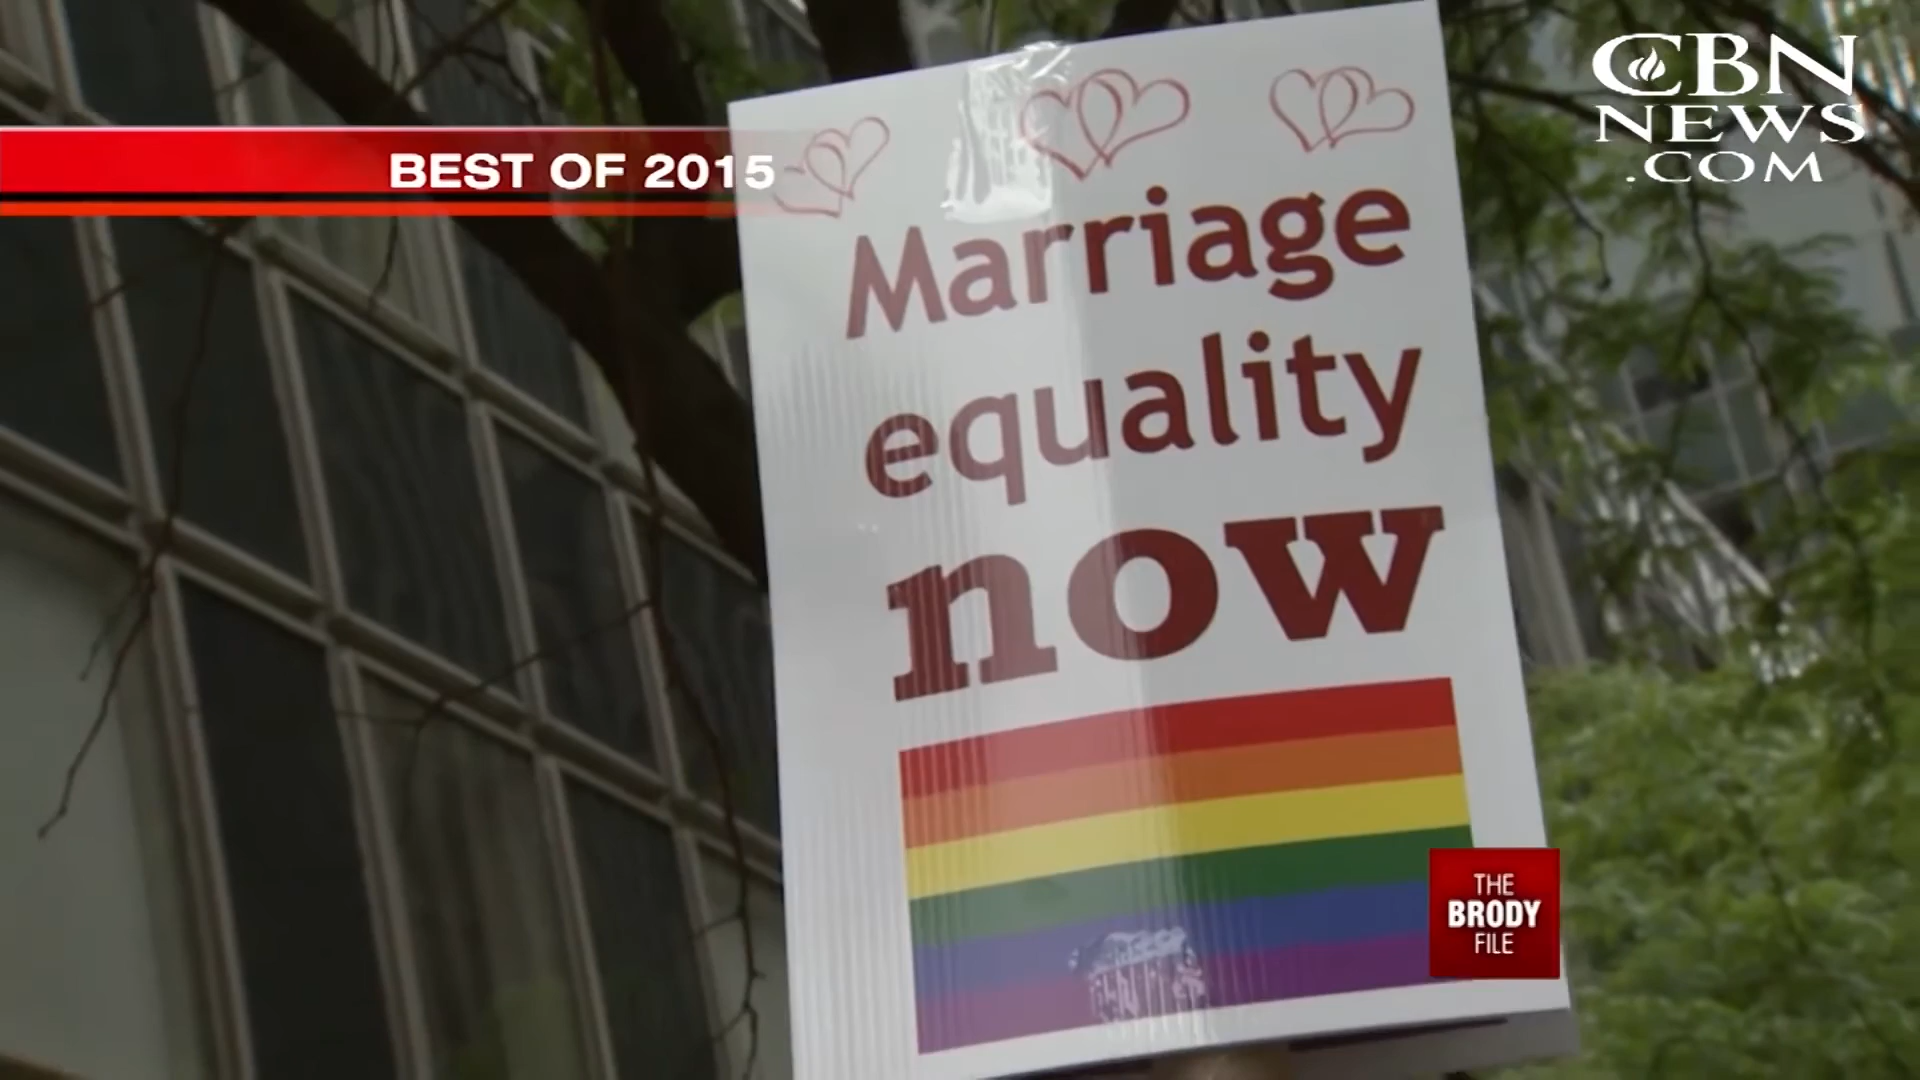 CBN
NEWS
.COM
BEST OF 2015
Marriage
equality
now
THE
BRODY
FILE